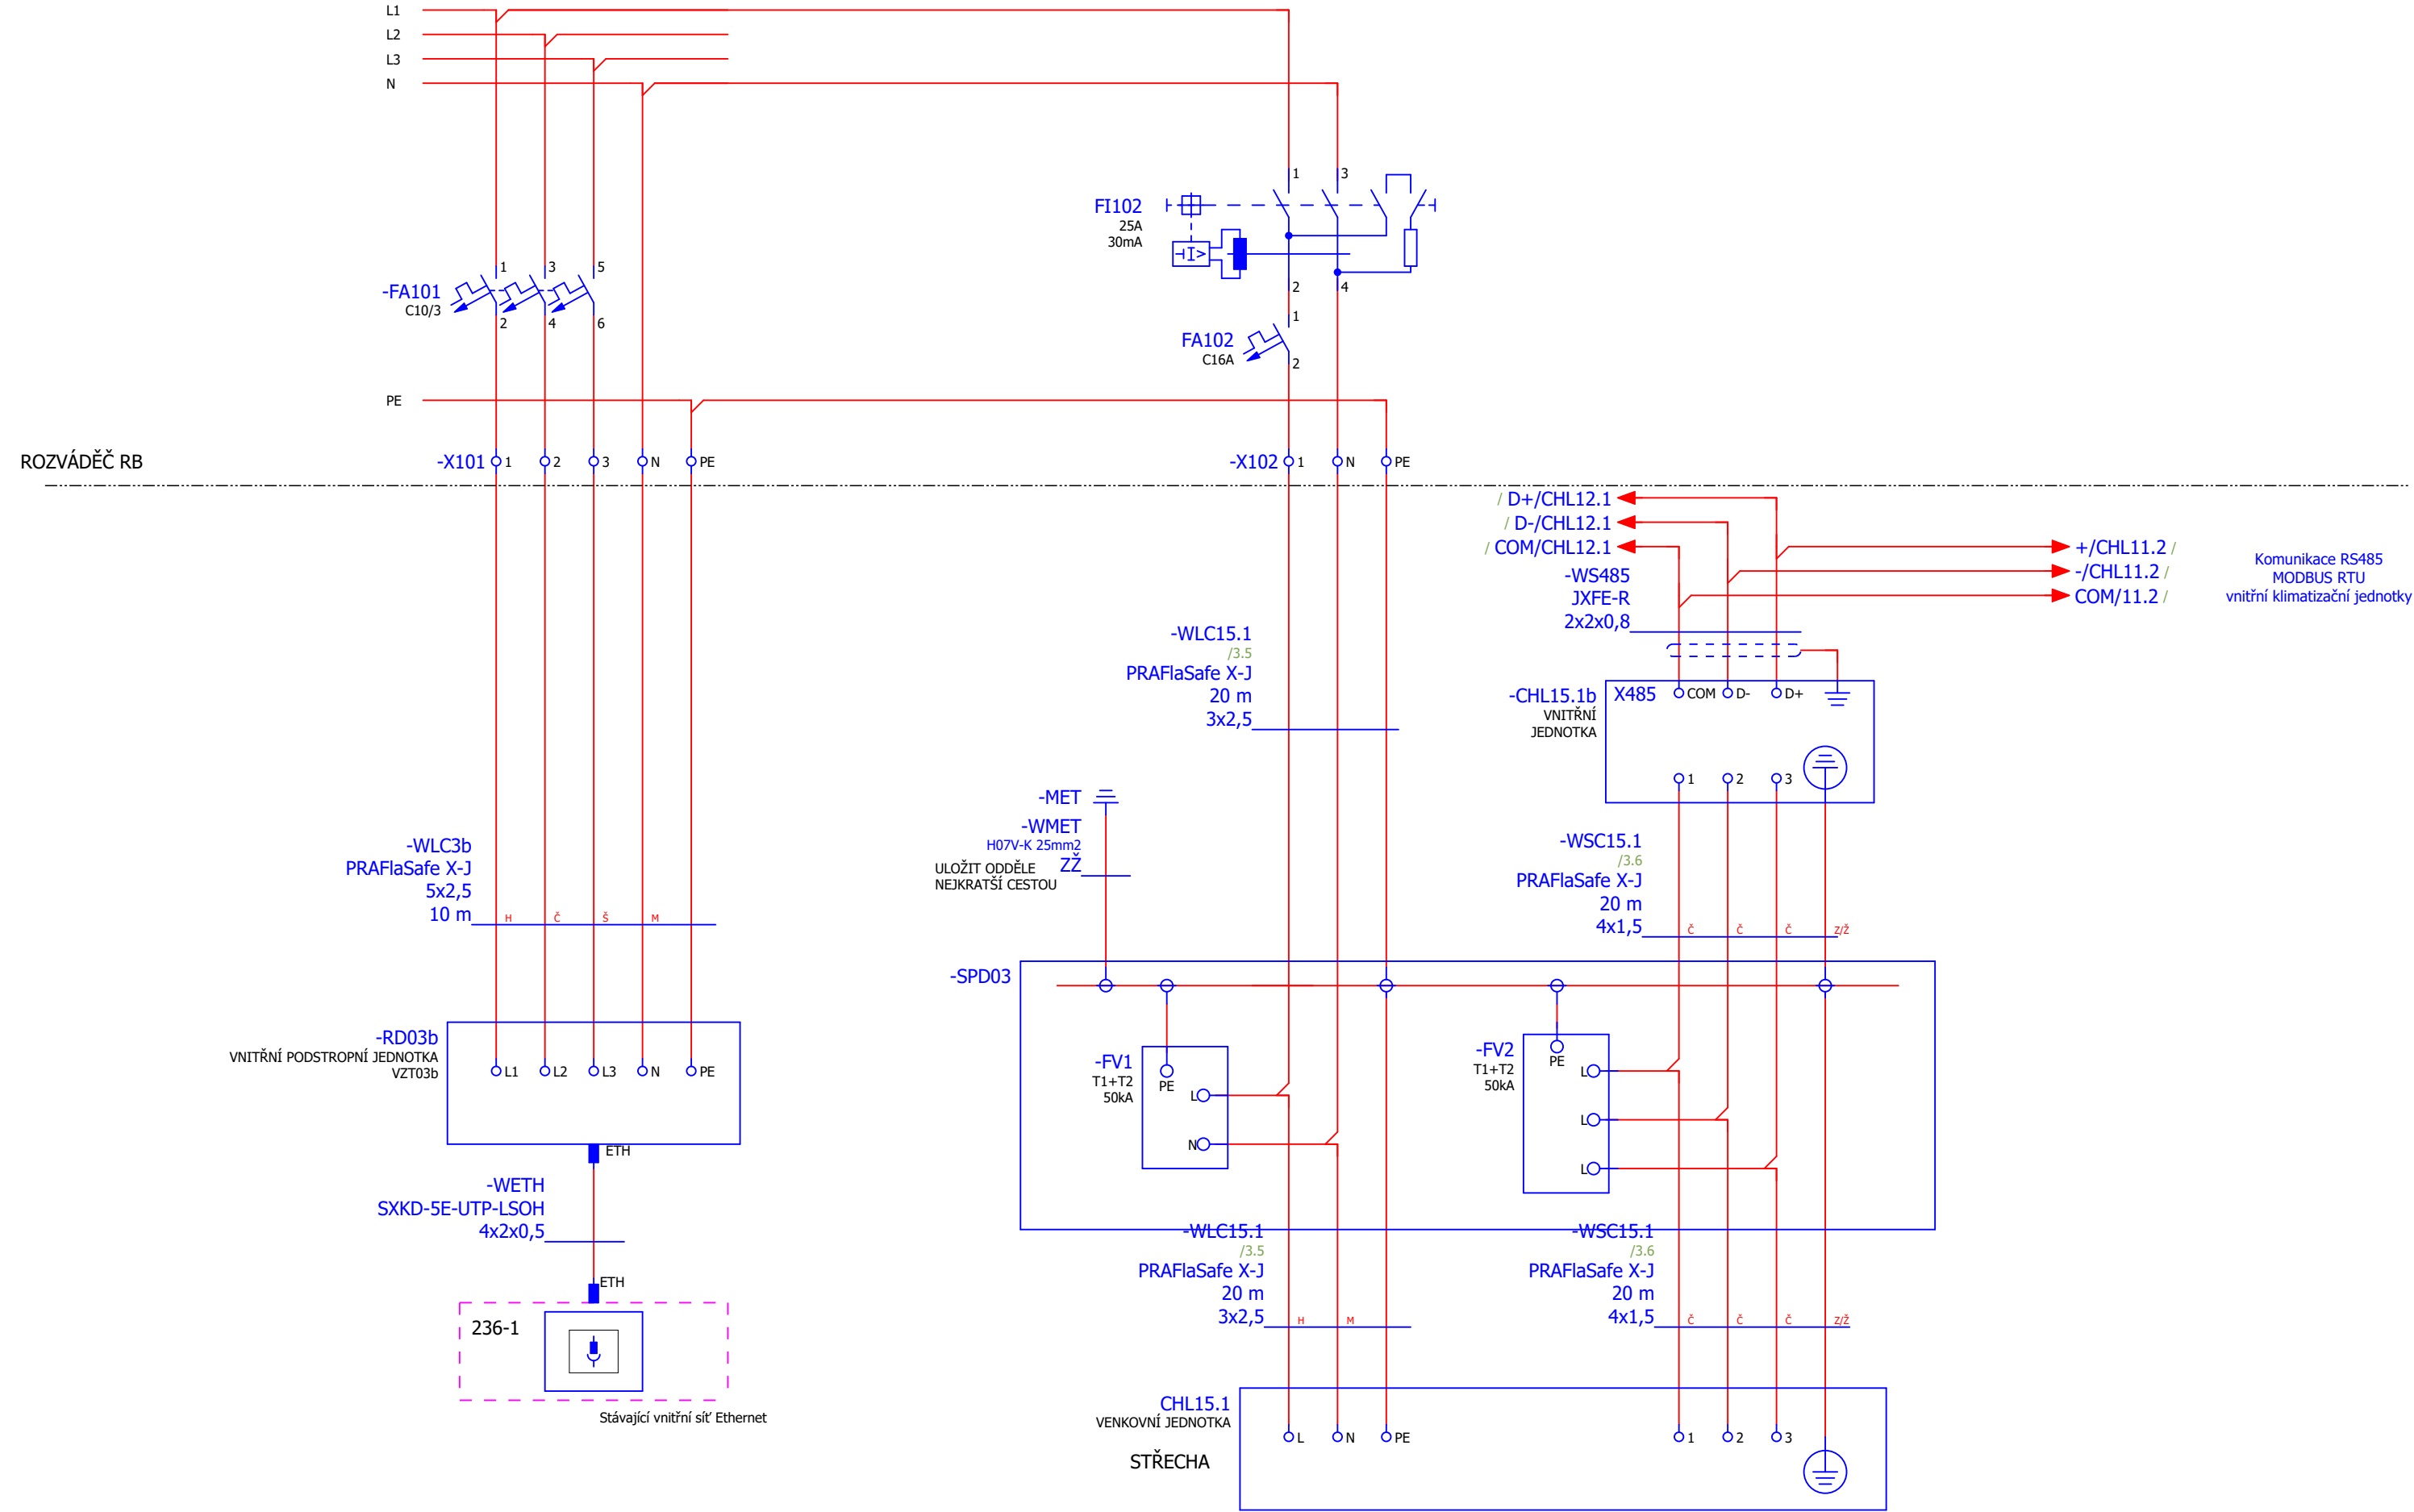 L1
L2
L3
N
1
3
FI102
25A
30mA
-I->
2
4
1
3
5
-FA101
C10/3
2
4
6
1
FA102
C16A
2
PE
ROZVÁDĚČ RB
-X101 1 2 3 N PE
-X102 1 N PE
/ D+/CHL12.1
/ D-/CHL12.1
/ COM/CHL12.1
+/CHL11.2 /
-/CHL11.2 /
COM/11.2 /
Komunikace RS485
MODBUS RTU
vnitřní klimatizační jednotky
-WS485
JXFE-R
2x2x0,8
-WLC15.1
/3.5
PRAFlaSafe X-J
20 m
3x2,5
-CHL15.1b
VNITŘNÍ
JEDNOTKA
X485 COM D- D+
1 2 3
-MET
-WMET
H07V-K 25mm2
ZŽ
ULOŽIT ODDĚLE
NEJKRATŠÍ CESTOU
-WLC3b
PRAFlaSafe X-J
5x2,5
10 m
H Č Š M
-WSC15.1
/3.6
PRAFlaSafe X-J
20 m
4x1,5
Č Č Č Z/Ž
-SPD03
-RD03b
VNITŘNÍ PODSTROPNÍ JEDNOTKA
VZT03b
L1 L2 L3 N PE
ETH
-FV1
T1+T2
50kA
PE
L
N
-FV2
T1+T2
50kA
PE
L
L
L
-WETH
SXKD-5E-UTP-LSOH
4x2x0,5
ETH
236-1
Stávající vnitřní síť Ethernet
-WLC15.1
/3.5
PRAFlaSafe X-J
20 m
3x2,5
H M
-WSC15.1
/3.6
PRAFlaSafe X-J
20 m
4x1,5
Č Č Č Z/Ž
CHL15.1
VENKOVNÍ JEDNOTKA
STŘECHA
L N PE
1 2 3